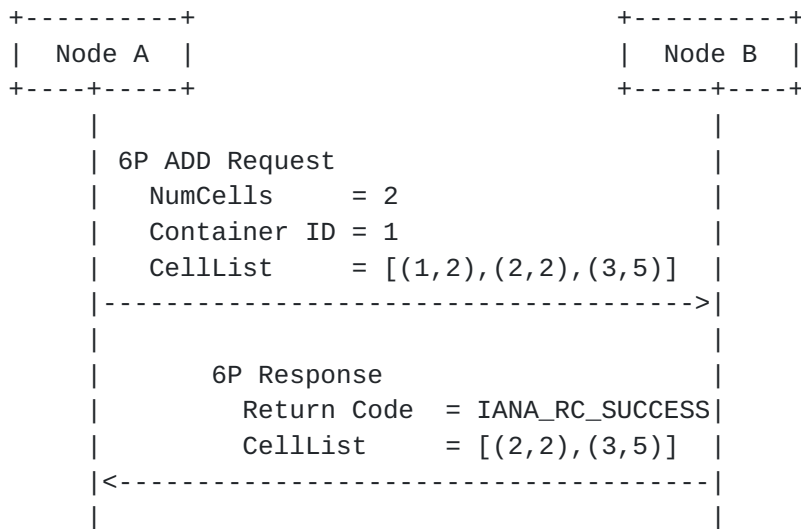 Node A Node B
6P ADD Request
NumCells = 2
Container ID = 1
CellList = [(1,2),(2,2),(3,5)]
6P Response
Return Code = IANA_RC_SUCCESS
CellList = [(2,2),(3,5)]